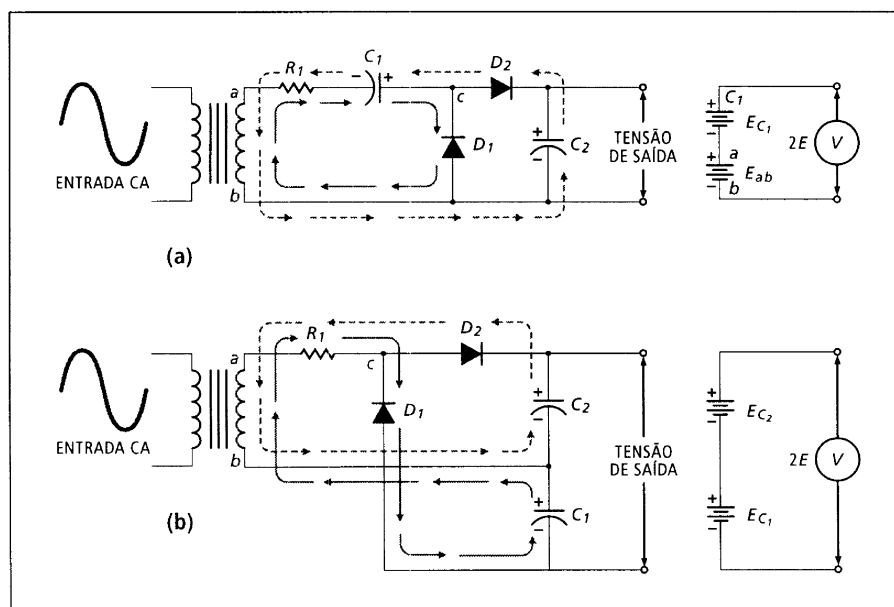 R1
C1
D2
a
− +
c
C1
+
EC1
−
ENTRADA CA
D1
+
−
C2
TENSÃO
DE SAÍDA
2E
V
+
a
Eab
−
b
b
(a)
R1
D2
a
c
+
−
C2
+
EC2
−
ENTRADA CA
D1
TENSÃO
DE SAÍDA
2E
V
b
+
−
C1
+
EC1
−
(b)